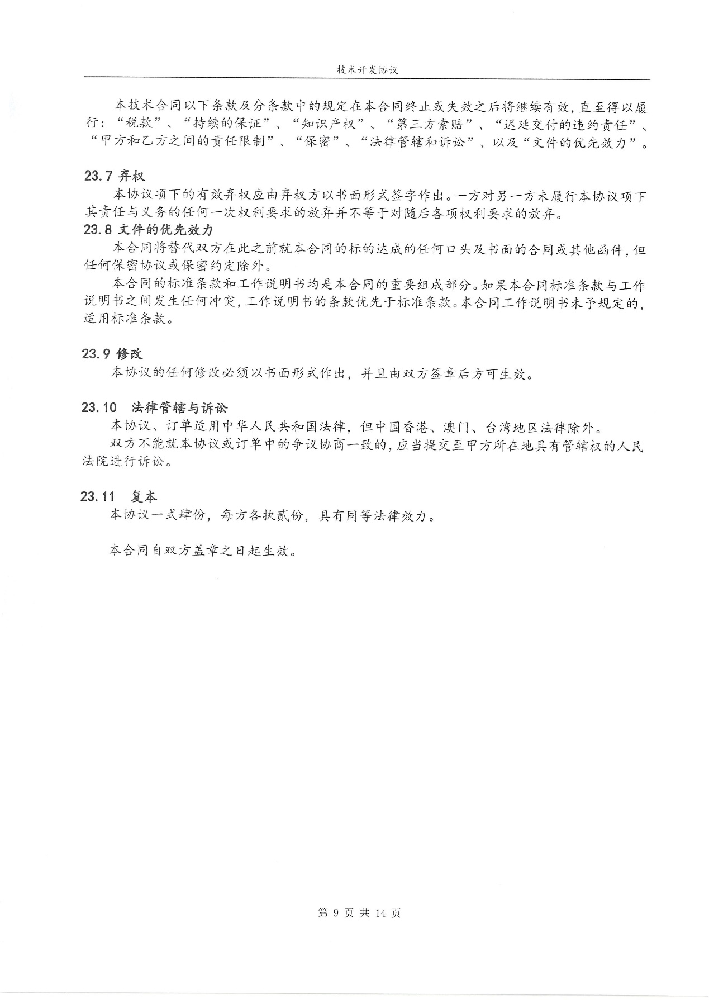 技术开发协议
本技术合同以下条款及分条款中的规定在本合同终止或失效之后将继续有效，直至得以履
行：“税款”、“持续的保证”、“知识产权”、“第三方索赔”、“迟延交付的违约责任”、
“甲方和乙方之间的责任限制”、“保密”、“法律管辖和诉讼”、以及“文件的优先效力”。
23.7 弃权
本协议项下的有效弃权应由弃权方以书面形式签字作出。一方对另一方未履行本协议项下
其责任与义务的任何一次权利要求的放弃并不等于对随后各项权利要求的放弃。
23.8 文件的优先效力
本合同将替代双方在此之前就本合同的标的达成的任何口头及书面的合同或其他函件，但
任何保密协议或保密约定除外。
本合同的标准条款和工作说明书均是本合同的重要组成部分。如果本合同标准条款与工作
说明书之间发生任何冲突，工作说明书的条款优先于标准条款。本合同工作说明书未予规定的，
适用标准条款。
23.9 修改
本协议的任何修改必须以书面形式作出，并且由双方签章后方可生效。
23.10 法律管辖与诉讼
本协议、订单适用中华人民共和国法律，但中国香港、澳门、台湾地区法律除外。
双方不能就本协议或订单中的争议协商一致的，应当提交至甲方所在地具有管辖权的人民
法院进行诉讼。
23.11 复本
本协议一式肆份，每方各执贰份，具有同等法律效力。
本合同自双方盖章之日起生效。
第 9 页 共 14 页